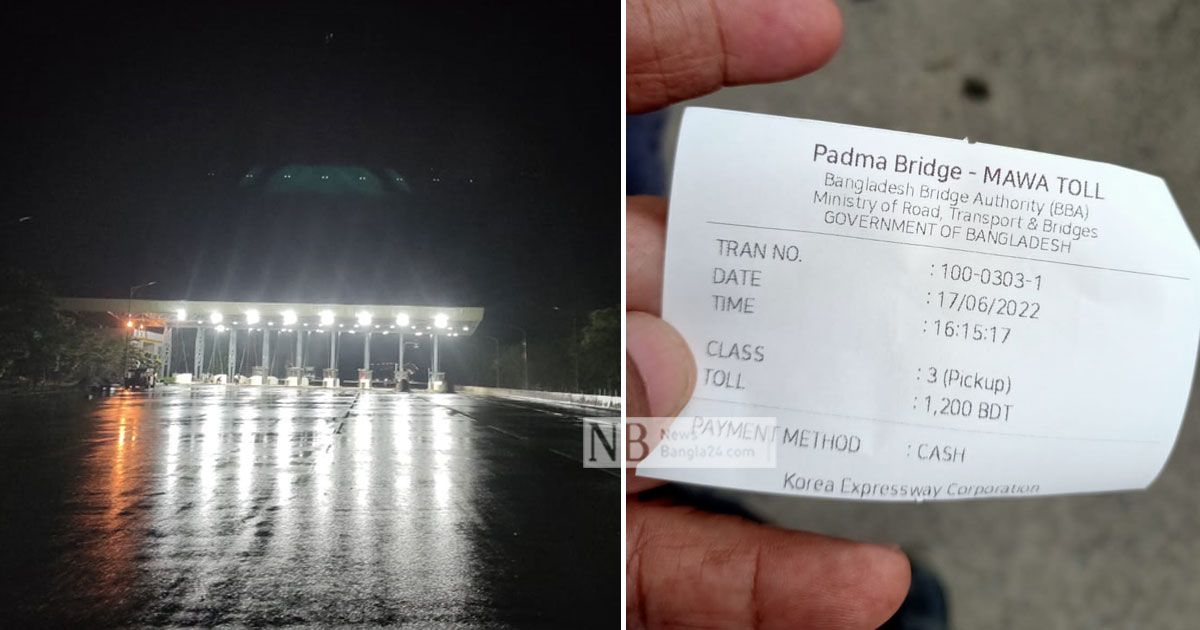 Padma Bridge - MAWA TOLL
Bangladesh Bridge Authority (BBA)
Ministry of Road, Transport & Bridges
GOVERNMENT OF BANGLADESH
TRAN NO. : 100-0303-1
DATE : 17/06/2022
TIME : 16:15:17
CLASS : 3 (Pickup)
TOLL : 1,200 BDT
PAYMENT METHOD : CASH
Korea Expressway Corporation
NB News
Bangla24.com